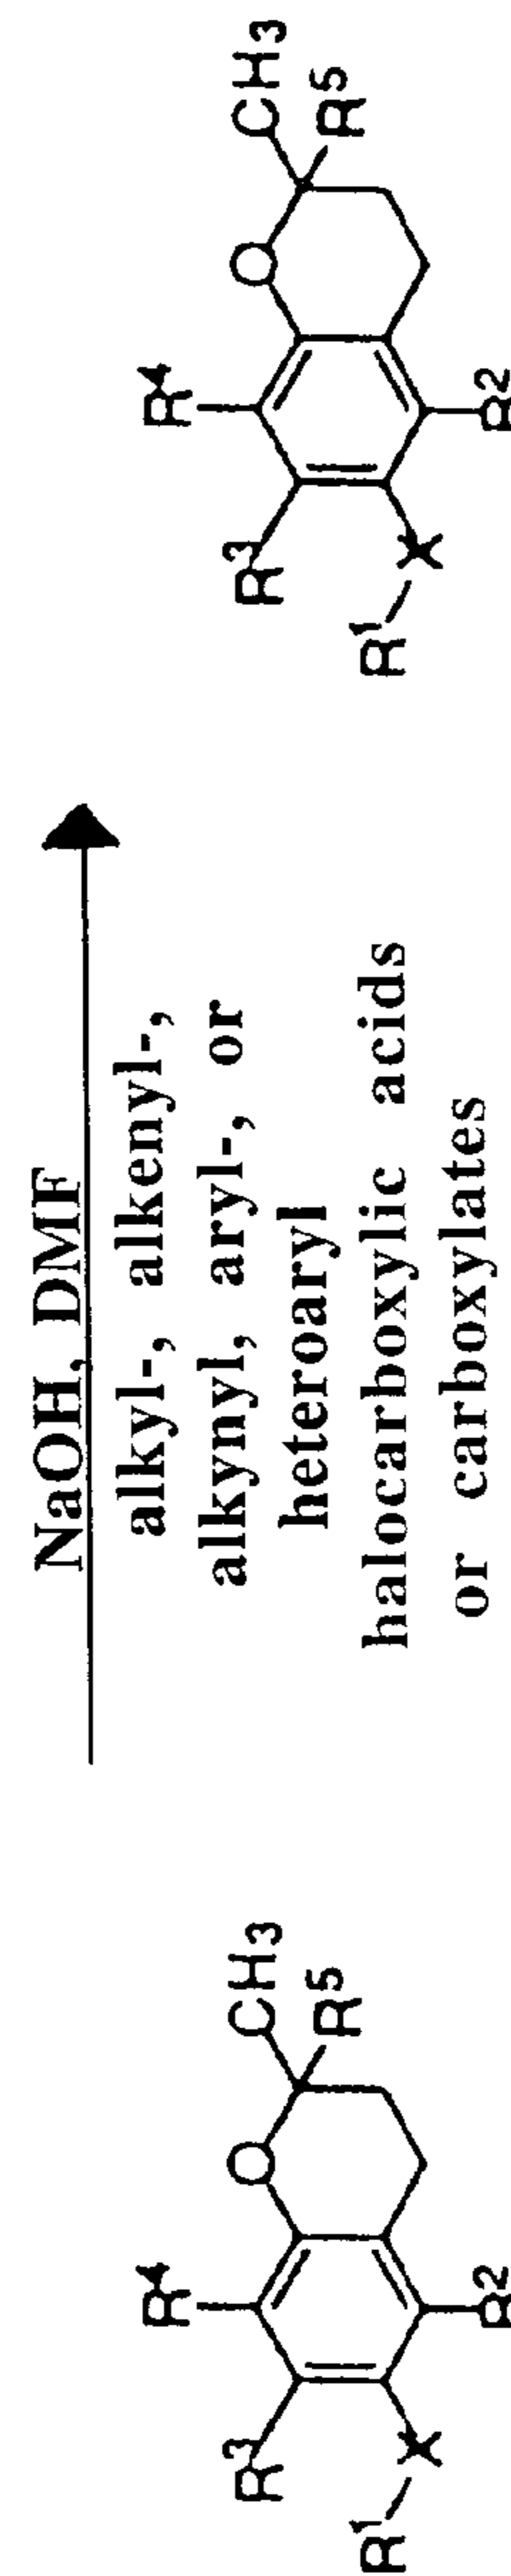 R4
R3
R1
X
R2
O
CH3
R5
NaOH, DMF
alkyl-, alkenyl-,
alkynyl, aryl-, or
heteroaryl
halocarboxylic acids
or carboxylates
R4
R3
R1
X
R2
O
CH3
R5